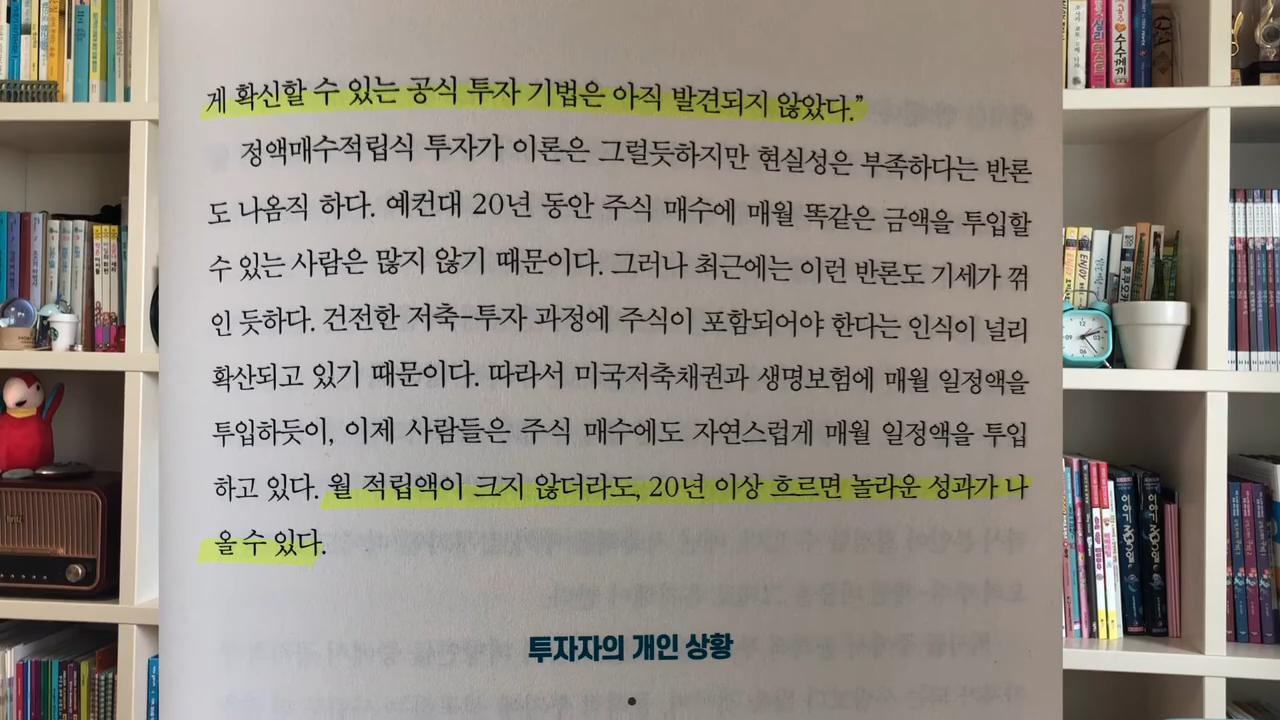 게 확신할 수 있는 공식 투자 기법은 아직 발견되지 않았다.”
정액매수적립식 투자가 이론은 그럴듯하지만 현실성은 부족하다는 반론
도 나옴직 하다. 예컨대 20년 동안 주식 매수에 매월 똑같은 금액을 투입할
수 있는 사람은 많지 않기 때문이다. 그러나 최근에는 이런 반론도 기세가 꺾
인 듯하다. 건전한 저축-투자 과정에 주식이 포함되어야 한다는 인식이 널리
확산되고 있기 때문이다. 따라서 미국저축채권과 생명보험에 매월 일정액을
투입하듯이, 이제 사람들은 주식 매수에도 자연스럽게 매월 일정액을 투입
하고 있다. 월 적립액이 크지 않더라도, 20년 이상 흐르면 놀라운 성과가 나
올 수 있다.
투자자의 개인 상황